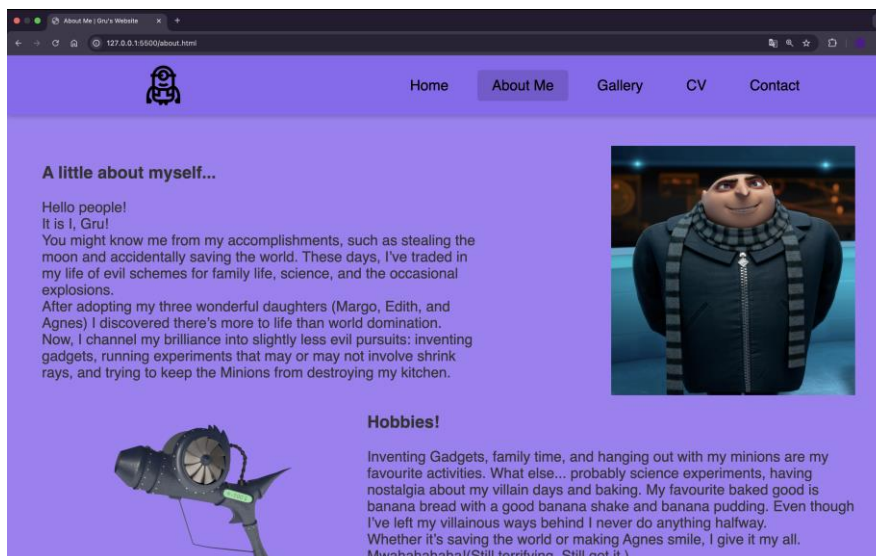 About Me | Gru's Website
127.0.0.1:5500/about.html
Home
About Me
Gallery
CV
Contact
A little about myself...
Hello people!
It is I, Gru!
You might know me from my accomplishments, such as stealing the
moon and accidentally saving the world. These days, I've traded in
my life of evil schemes for family life, science, and the occasional
explosions.
After adopting my three wonderful daughters (Margo, Edith, and
Agnes) I discovered there's more to life than world domination.
Now, I channel my brilliance into slightly less evil pursuits: inventing
gadgets, running experiments that may or may not involve shrink
rays, and trying to keep the Minions from destroying my kitchen.
Hobbies!
Inventing Gadgets, family time, and hanging out with my minions are my
favourite activities. What else... probably science experiments, having
nostalgia about my villain days and baking. My favourite baked good is
banana bread with a good banana shake and banana pudding. Even though
I've left my villainous ways behind I never do anything halfway.
Whether it's saving the world or making Agnes smile, I give it my all.
(Still terrifying. Still got it.)